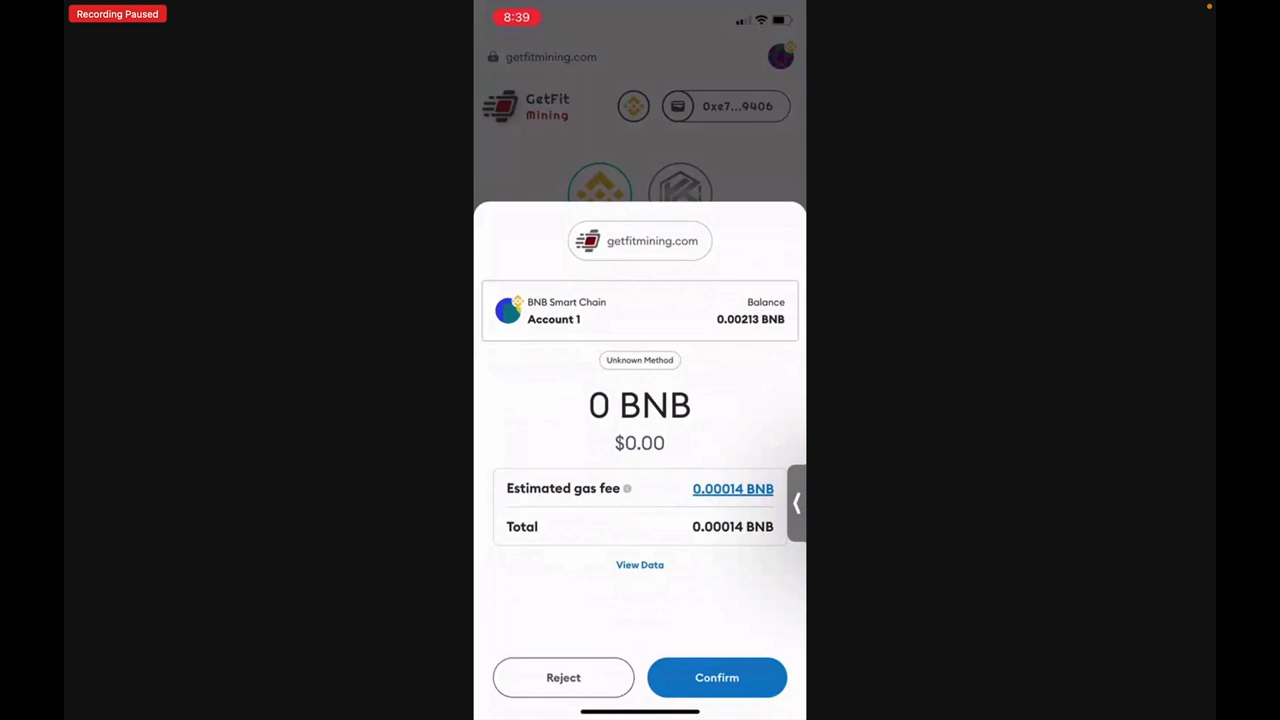 Recording Paused
8:39
getfitmining.com
GetFit
Mining
0xe7...9406
getfitmining.com
BNB Smart Chain
Balance
Account 1
0.00213 BNB
Unknown Method
0 BNB
$0.00
Estimated gas fee
0.00014 BNB
Total
0.00014 BNB
View Data
Reject
Confirm